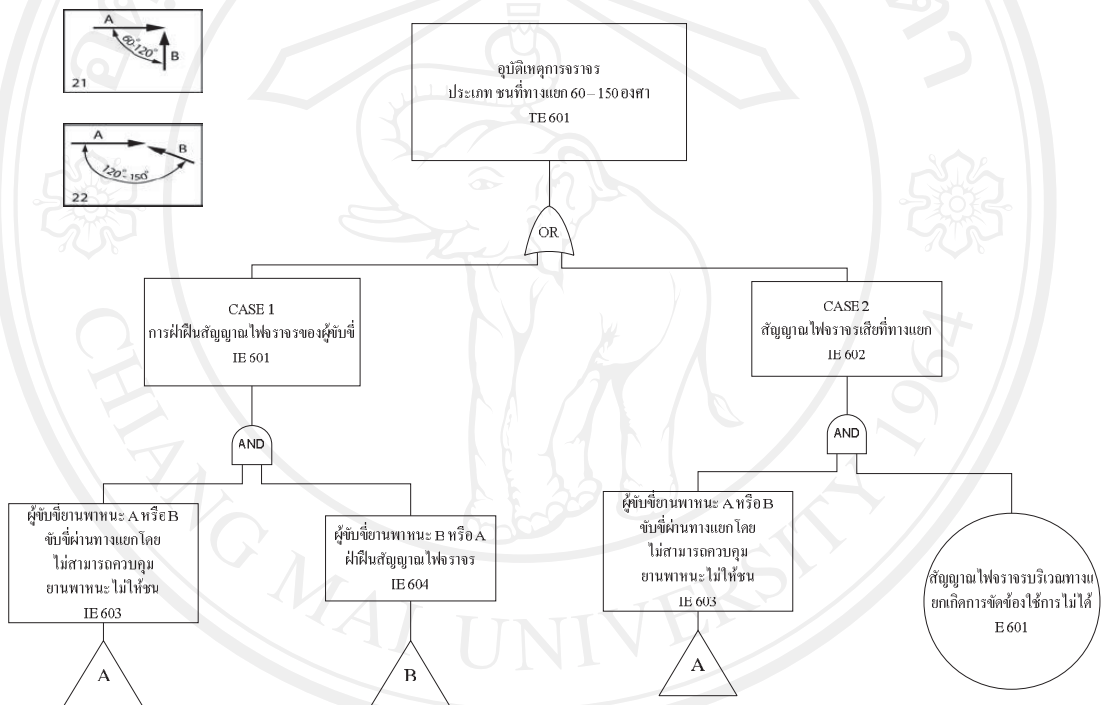 A
60-120°
B
21
A
B
120°-150°
22
อุบัติเหตุการจราจร
ประเภท ชนที่ทางแยก 60 – 150 องศา
TE 601
OR
CASE 1
การฝ่าฝืนสัญญาณไฟจราจรของผู้ขับขี่
IE 601
CASE 2
สัญญาณไฟจราจรเสียที่ทางแยก
IE 602
AND
AND
ผู้ขับขี่ยานพาหนะ A หรือ B
ขับขี่ผ่านทางแยกโดย
ไม่สามารถควบคุม
ยานพาหนะไม่ให้ชน
IE 603
ผู้ขับขี่ยานพาหนะ B หรือ A
ฝ่าฝืนสัญญาณไฟจราจร
IE 604
ผู้ขับขี่ยานพาหนะ A หรือ B
ขับขี่ผ่านทางแยกโดย
ไม่สามารถควบคุม
ยานพาหนะไม่ให้ชน
IE 603
สัญญาณไฟจราจรบริเวณทางแ
ยกเกิดการขัดข้องใช้การไม่ได้
E 601
A
B
A
CHIANG MAI UNIVERSITY 1964